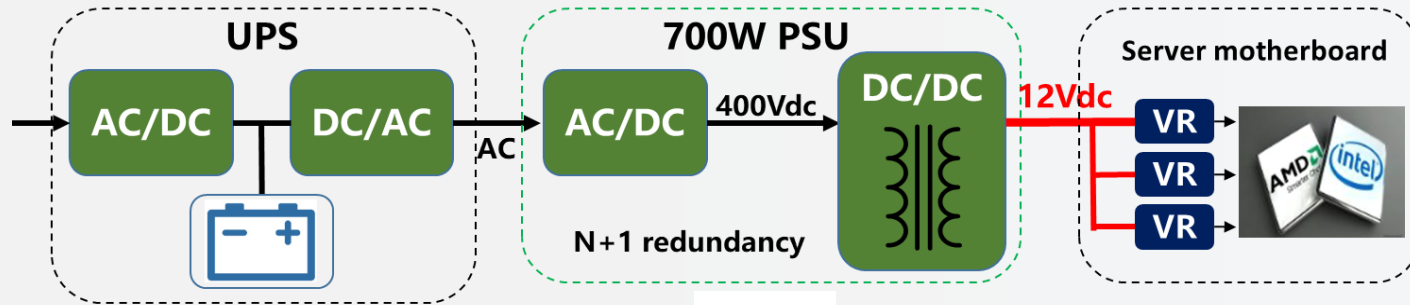 UPS
700W PSU
Server motherboard
AC/DC
DC/AC
AC
AC/DC
400Vdc
DC/DC
12Vdc
VR
VR
VR
AMD
intel
N+1 redundancy